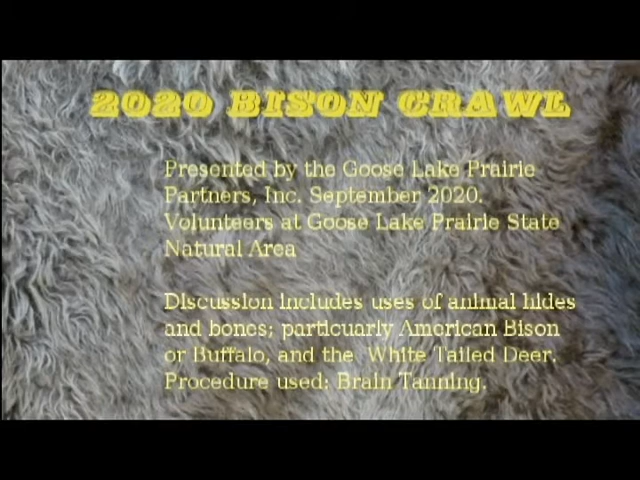 2020 BISON CRAWL
Presented by the Goose Lake Prairie
Partners, Inc. September 2020.
Volunteers at Goose Lake Prairie State
Natural Area
Discussion includes uses of animal hides
and bones; particuarly American Bison
or Buffalo, and the White Tailed Deer.
Procedure used: Brain Tanning.